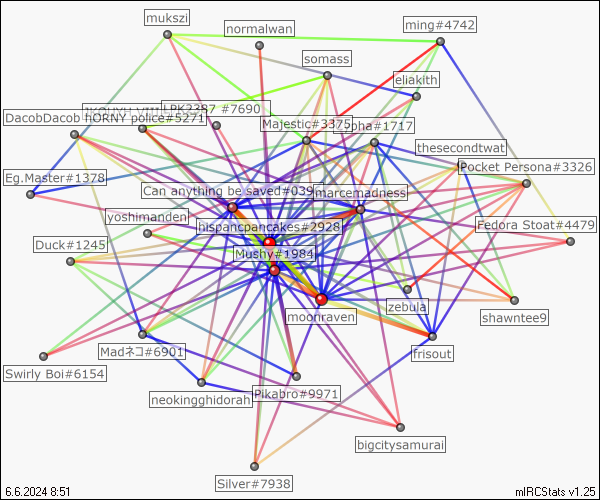 mukszi
normalwan
ming#4742
somass
eliakith
#7690
DacobDacob
hORNY police#5271
Majestic#3375
pha#1717
thesecondtwat
Pocket Persona#3326
Eg.Master#1378
Can anything be saved#039
marcemadness
yoshimanden
hispancpancakes#2928
Fedora Stoat#4479
Duck#1245
Mushy#1984
zebula
shawntee9
moonraven
Madネコ#6901
frisout
Swirly Boi#6154
Pikabro#9971
neokingghidorah
bigcitysamurai
Silver#7938
6.6.2024 8:51
mIRCStats v1.25